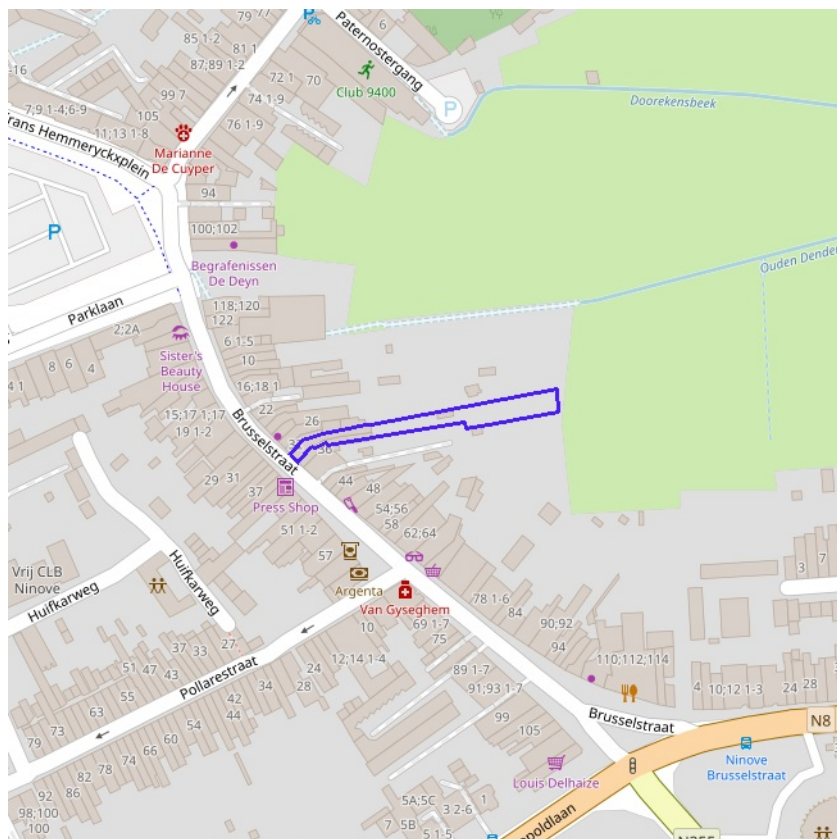 79
77
Paternostergang
85 1-2
81 1
87;89 1-2
-16
99 7
72 1
70
Club 9400
P
Doorekensbeek
7;9 1-4;6-9
105
74 1-9
11;13 1-8
76 1-9
rans Hemmeryckxplein
Marianne
De Cuyper
94
P
100;102
Begrafenissen
De Deyn
Ouden Dender
Parklaan
118;120
122
2;2A
6 1-5
8
6
4
4 1
10
Sister's
Beauty
House
16;18 1
15;17 1;17
22
26
19 1-2
Brusselstraat
36
29
31
37
44
48
Press Shop
54;56
58
51 1-2
62;64
57
Vrij CLB
Ninove
Argenta
Van Gyseghem
Huifkarweg
Huifkarweg
3
7
78 1-6
84
10
69 1-7
75
90;92
94
27
37
33
51
47
43
12;14 1-4
110;112;114
Pollarestraat
24
28
89 1-7
55
63
34
42
44
91;93 1-7
4
10;12 1-3
24
28
Brusselstraat
N8
73
79
54
60
66
74
78
82
99
105
Ninove
Brusselstraat
86
92
98;100
100
Louis Delhaize
5A;5C
3 2-6
1
7
5B
5 1-5
opoldlaan
N255